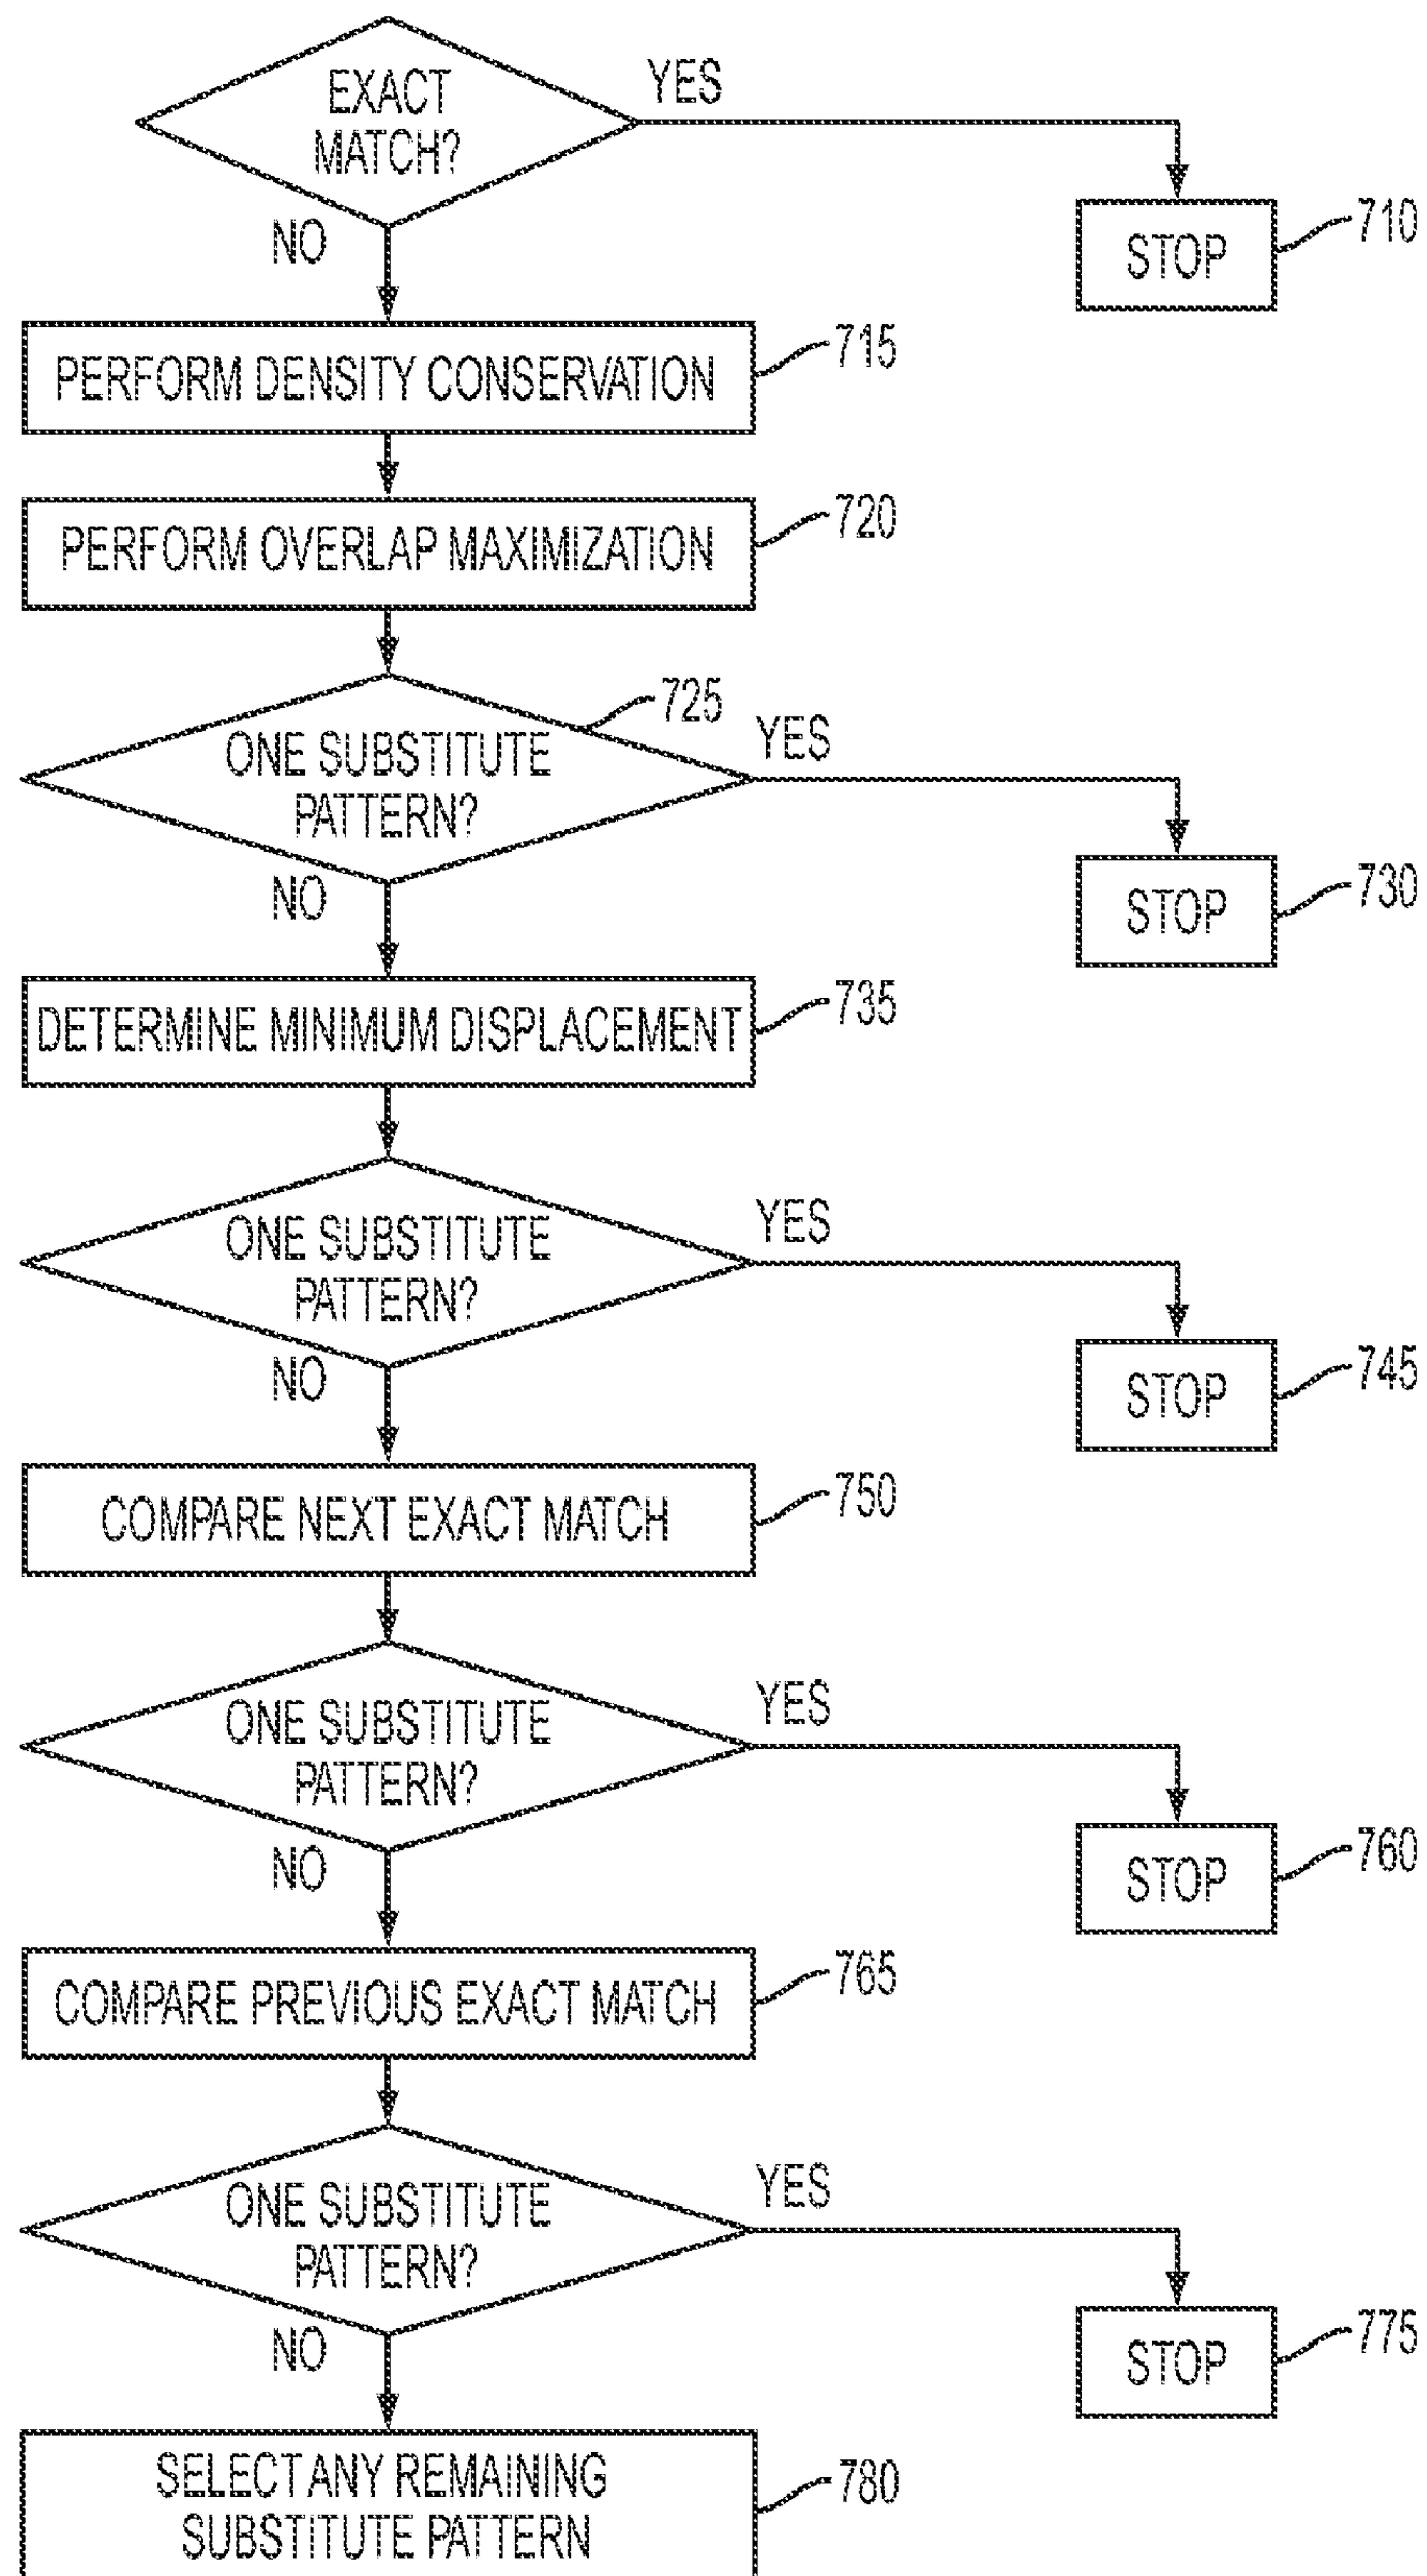 EXACT
MATCH?
YES
NO
STOP
710
PERFORM DENSITY CONSERVATION
715
PERFORM OVERLAP MAXIMIZATION
720
725
ONE SUBSTITUTE
PATTERN?
YES
NO
STOP
730
DETERMINE MINIMUM DISPLACEMENT
735
ONE SUBSTITUTE
PATTERN?
YES
NO
STOP
745
COMPARE NEXT EXACT MATCH
750
ONE SUBSTITUTE
PATTERN?
YES
NO
STOP
760
COMPARE PREVIOUS EXACT MATCH
765
ONE SUBSTITUTE
PATTERN?
YES
NO
STOP
775
SELECT ANY REMAINING
SUBSTITUTE PATTERN
780